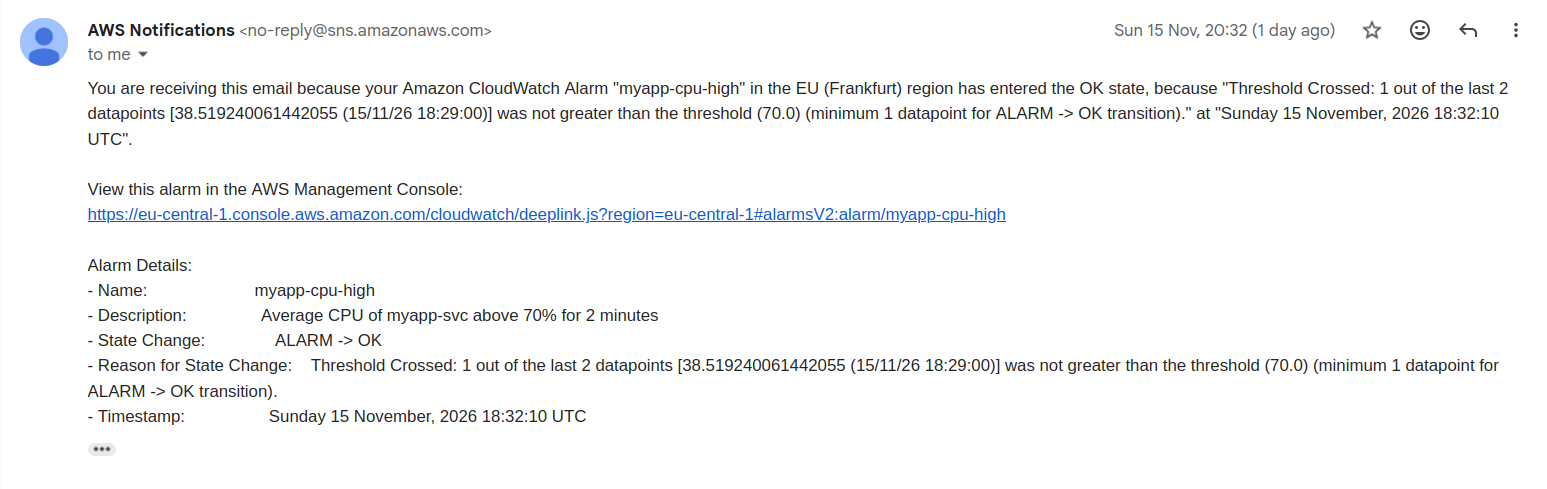 AWS Notifications <no-reply@sns.amazonaws.com>
Sun 15 Nov, 20:32 (1 day ago)
to me
You are receiving this email because your Amazon CloudWatch Alarm "myapp-cpu-high" in the EU (Frankfurt) region has entered the OK state, because "Threshold Crossed: 1 out of the last 2
datapoints [38.519240061442055 (15/11/26 18:29:00)] was not greater than the threshold (70.0) (minimum 1 datapoint for ALARM -> OK transition)." at "Sunday 15 November, 2026 18:32:10
UTC".
View this alarm in the AWS Management Console:
https://eu-central-1.console.aws.amazon.com/cloudwatch/deeplink.js?region=eu-central-1#alarmsV2:alarm/myapp-cpu-high
Alarm Details:
- Name: myapp-cpu-high
- Description: Average CPU of myapp-svc above 70% for 2 minutes
- State Change: ALARM -> OK
- Reason for State Change: Threshold Crossed: 1 out of the last 2 datapoints [38.519240061442055 (15/11/26 18:29:00)] was not greater than the threshold (70.0) (minimum 1 datapoint for
ALARM -> OK transition).
- Timestamp: Sunday 15 November, 2026 18:32:10 UTC